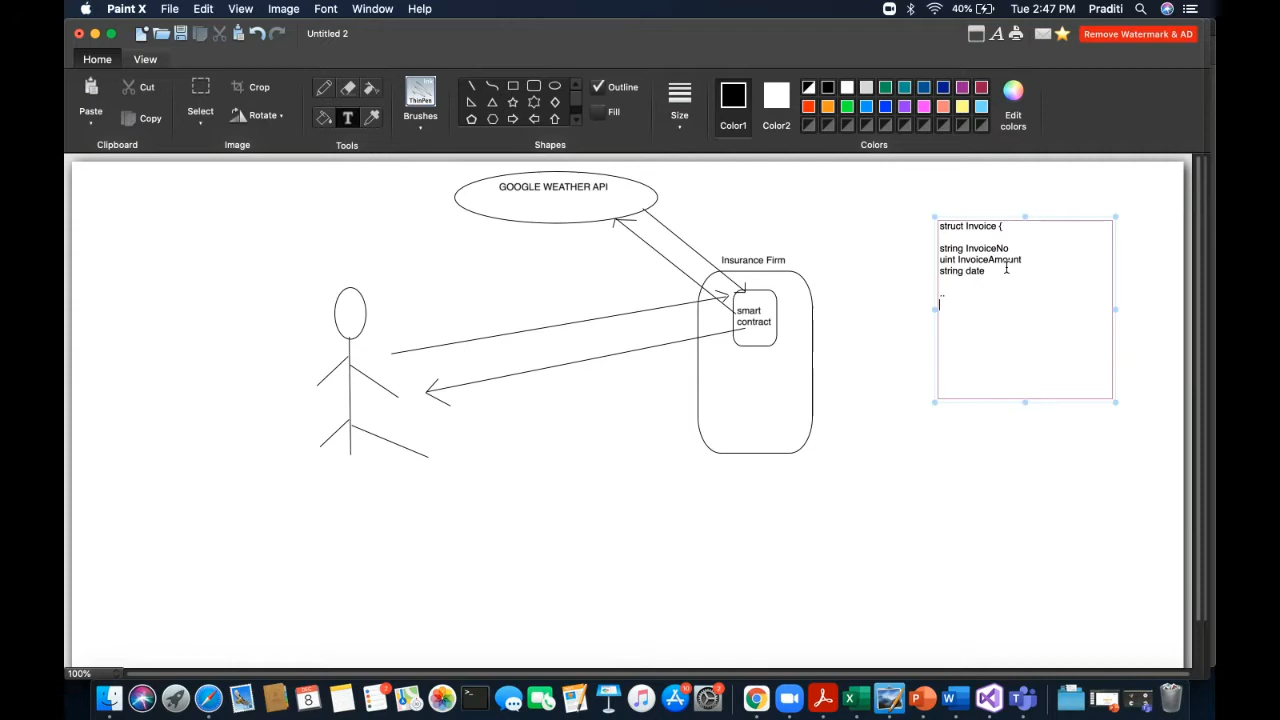 Paint X File Edit View Image Font Window Help 40% Tue 2:47 PM Praditi
Untitled 2 A Remove Watermark & AD
Home View
Cut Crop Outline
Paste Copy Select Rotate T Ink ThinPen Brushes Fill Size Color1 Color2 Edit colors
Clipboard Image Tools Shapes Colors
GOOGLE WEATHER API
struct Invoice {
string InvoiceNo
uint InvoiceAmount
string date
..
Insurance Firm
smart
contract
100%